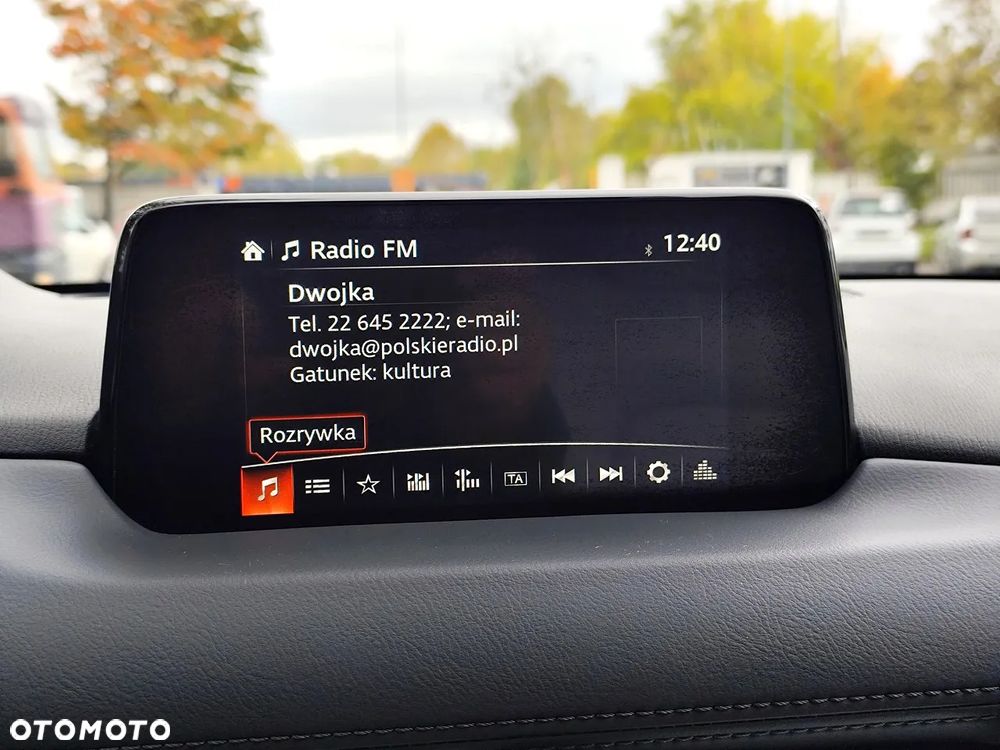 Radio FM
12:40
Dwojka
Tel. 22 645 2222; e-mail:
dwojka@polskieradio.pl
Gatunek: kultura
Rozrywka
TA
OTOMOTO